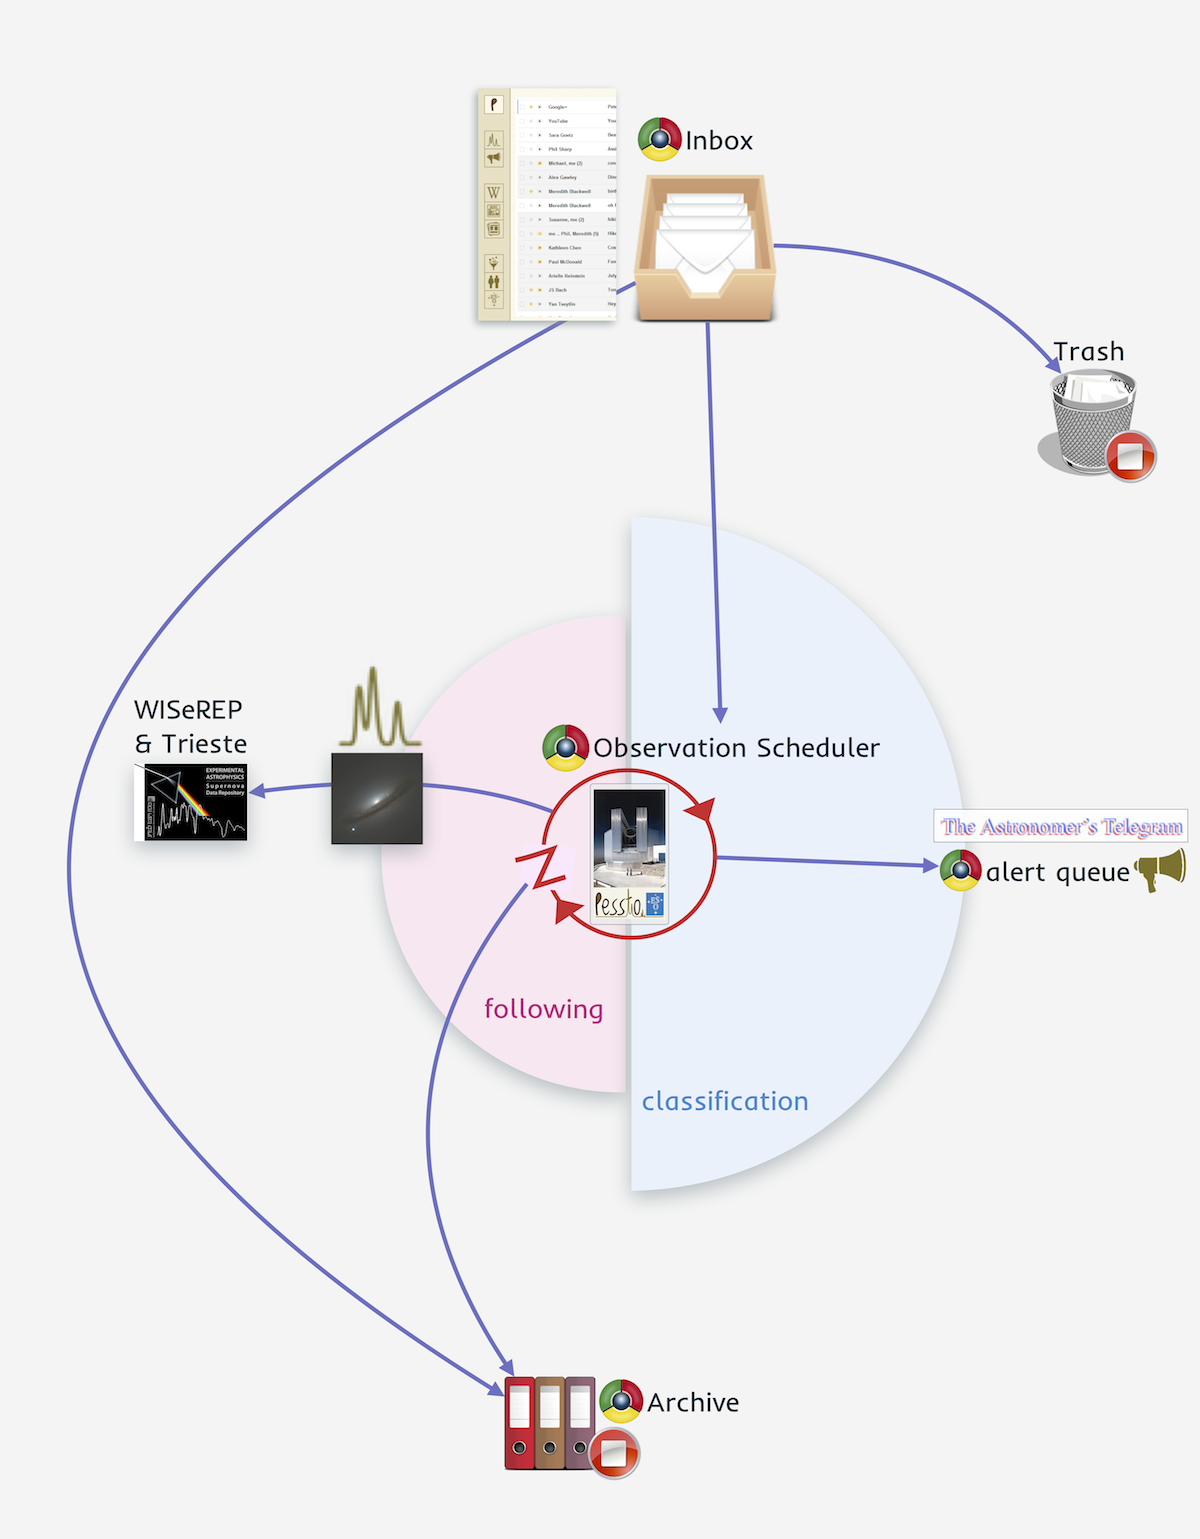 Inbox
Google+
YouTube
Sara Goetz
Phil Sharp
Michael, me (2)
Alex Gawley
Meredith Blackwell
Meredith Blackwell
Susanne, me (2)
me .. Phil, Meredith (5)
Kathleen Chen
Paul McDonald
Arielle Reinstein
JS Bach
Trash
WISeREP
& Trieste
EXPERIMENTAL
ASTROPHYSICS
Supernova
Data Repository
Observation Scheduler
The Astronomer's Telegram
alert queue
Pessto
ES
O
following
classification
Archive